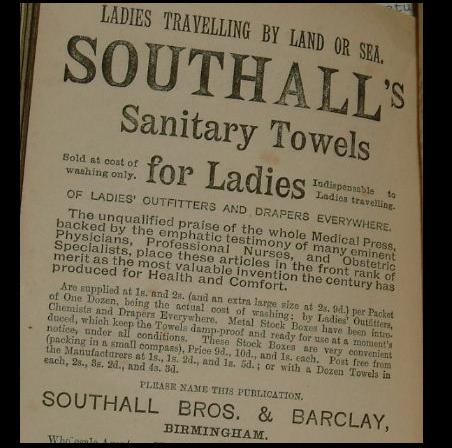 LADIES TRAVELLING BY LAND OR SEA.
SOUTHALL'S
Sanitary Towels
Sold at cost of
washing only.
for Ladies
Indispensable to
Ladies travelling.
OF LADIES' OUTFITTERS AND DRAPERS EVERYWHERE.
The unqualified praise of the whole Medical Press,
backed by the emphatic testimony of many eminent
Physicians, Professional Nurses, and Obstetric
Specialists, place these articles in the front rank of
merit as the most valuable invention the century has
produced for Health and Comfort.
Are supplied at 1s. and 2s. (and an extra large size at 2s. 9d.) per Packet
of One Dozen, being the actual cost of washing; by Ladies' Outfitters,
Chemists and Drapers Everywhere. Metal Stock Boxes have been intro-
duced, which keep the Towels damp-proof and ready for use at a moment's
notice, under all conditions. These Stock Boxes are very convenient
(packing in a small compass), Price 9d., 10d., and 1s. each. Post free from
the Manufacturers at 1s., 1s. 2d., and 1s. 5d.; or with a Dozen Towels in
each, 2s., 3s. 2d., and 4s. 3d.
PLEASE NAME THIS PUBLICATION.
SOUTHALL BROS. & BARCLAY,
BIRMINGHAM.